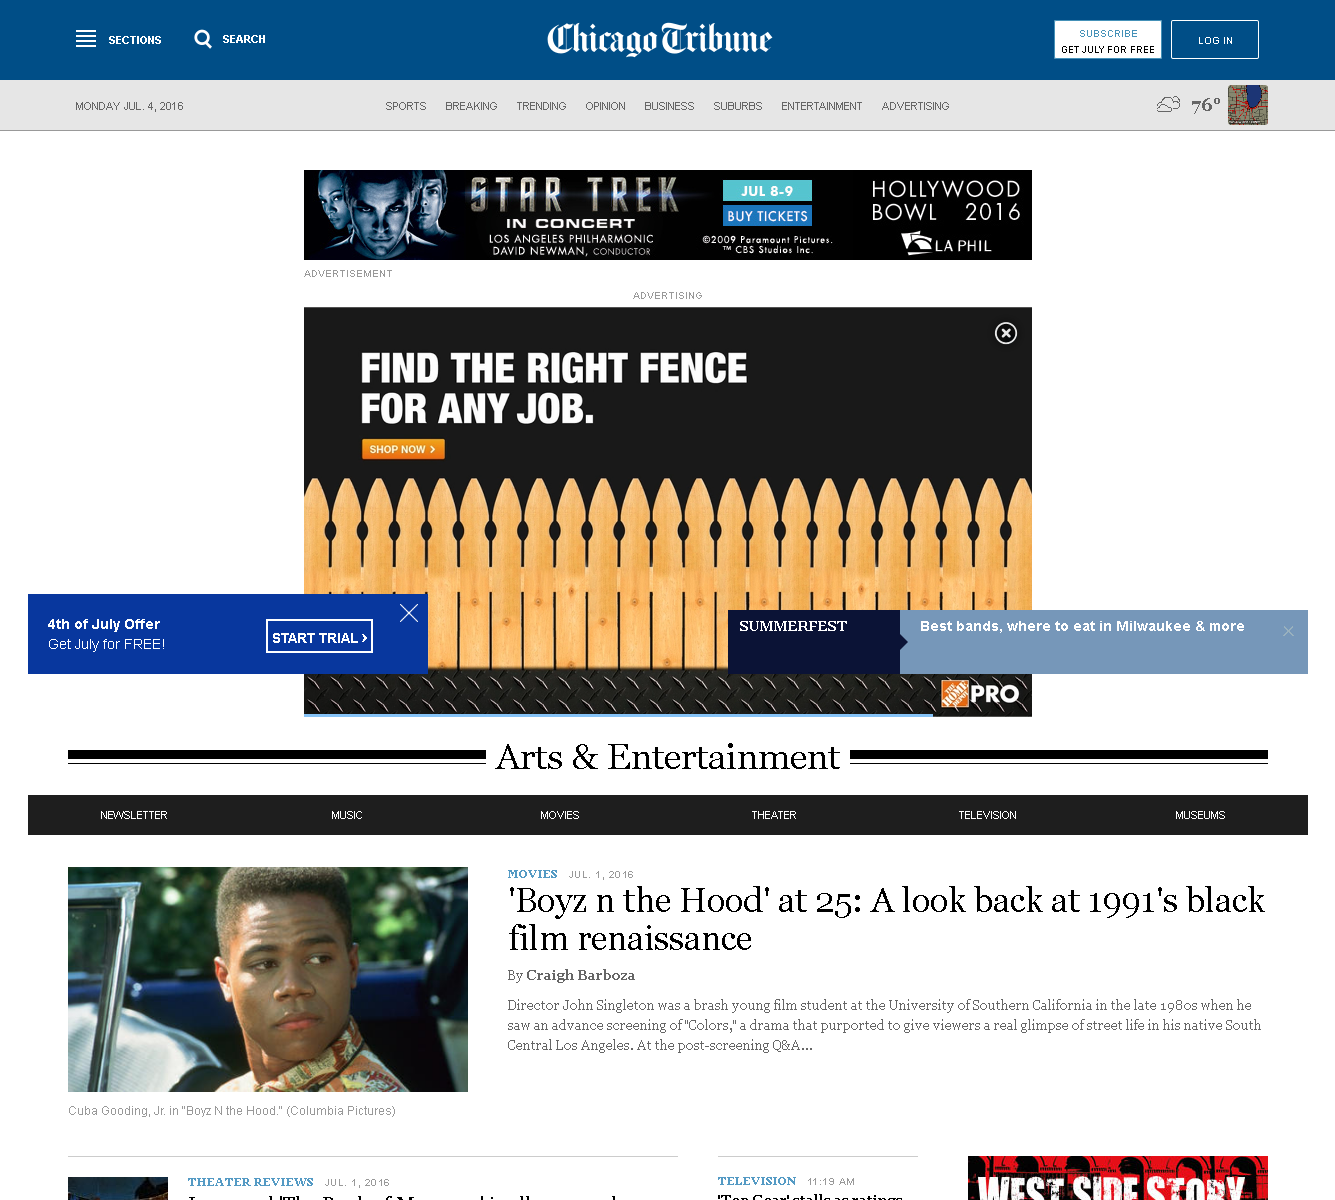 SECTIONS
SEARCH
Chicago Tribune
SUBSCRIBE
GET JULY FOR FREE
LOG IN
MONDAY JUL. 4, 2016
SPORTS BREAKING TRENDING OPINION BUSINESS SUBURBS ENTERTAINMENT ADVERTISING
76°
STAR TREK
IN CONCERT
LOS ANGELES PHILHARMONIC
DAVID NEWMAN, CONDUCTOR
JUL 8-9
BUY TICKETS
©2009 Paramount Pictures.
™ CBS Studios Inc.
HOLLYWOOD
BOWL 2016
LA PHIL
ADVERTISEMENT
ADVERTISING
FIND THE RIGHT FENCE
FOR ANY JOB.
SHOP NOW >
4th of July Offer
Get July for FREE!
START TRIAL ›
SUMMERFEST
Best bands, where to eat in Milwaukee & more
THE HOME DEPOT
PRO
Arts & Entertainment
NEWSLETTER MUSIC MOVIES THEATER TELEVISION MUSEUMS
MOVIES JUL. 1, 2016
'Boyz n the Hood' at 25: A look back at 1991's black
film renaissance
By Craigh Barboza
Director John Singleton was a brash young film student at the University of Southern California in the late 1980s when he
saw an advance screening of "Colors," a drama that purported to give viewers a real glimpse of street life in his native South
Central Los Angeles. At the post-screening Q&A...
Cuba Gooding, Jr. in "Boyz N the Hood." (Columbia Pictures)
THEATER REVIEWS JUL. 1, 2016
TELEVISION 11:19 AM
'Top Gear' stalls as ratings
WEST SIDE STORY